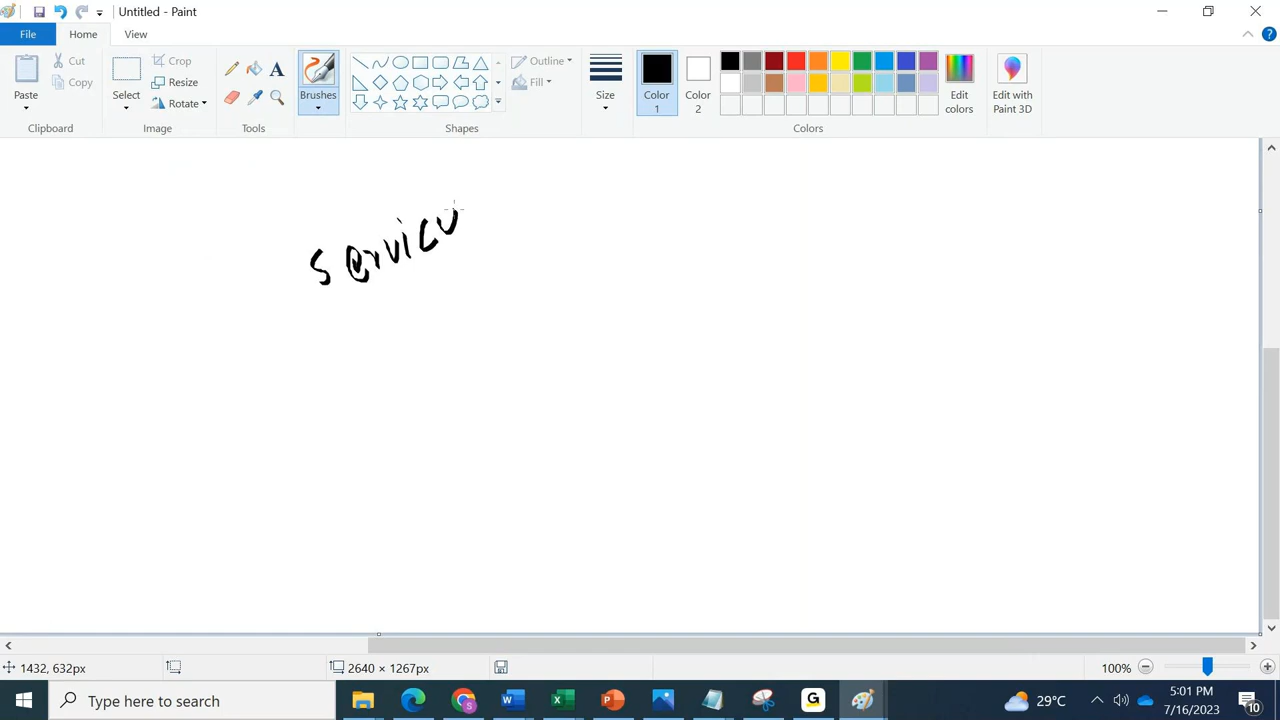 Untitled - Paint
File Home View
Paste Cut Copy Select Crop Resize Rotate A Brushes Outline Fill Size Color 1 Color 2 Edit colors Edit with Paint 3D
Clipboard Image Tools Shapes Colors
servicu
1432, 632px 2640 × 1267px 100%
Type here to search 29°C 5:01 PM
7/16/2023 10